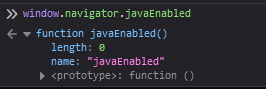 window.navigator.javaEnabled
function javaEnabled()
length: 0
name: "javaEnabled"
<prototype>: function ()